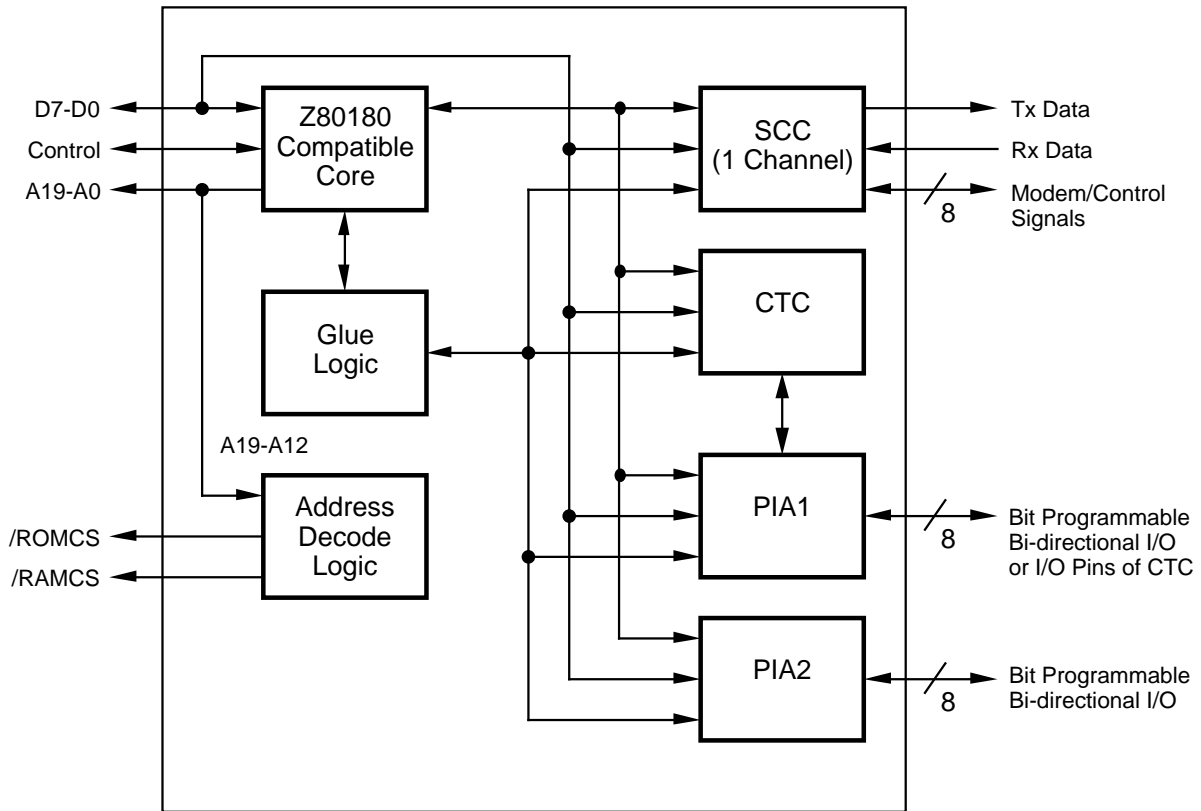 D7-D0
Control
A19-A0
Z80180
Compatible
Core
SCC
(1 Channel)
Tx Data
Rx Data
8
Modem/Control
Signals
Glue
Logic
CTC
A19-A12
Address
Decode
Logic
/ROMCS
/RAMCS
PIA1
8
Bit Programmable
Bi-directional I/O
or I/O Pins of CTC
PIA2
8
Bit Programmable
Bi-directional I/O